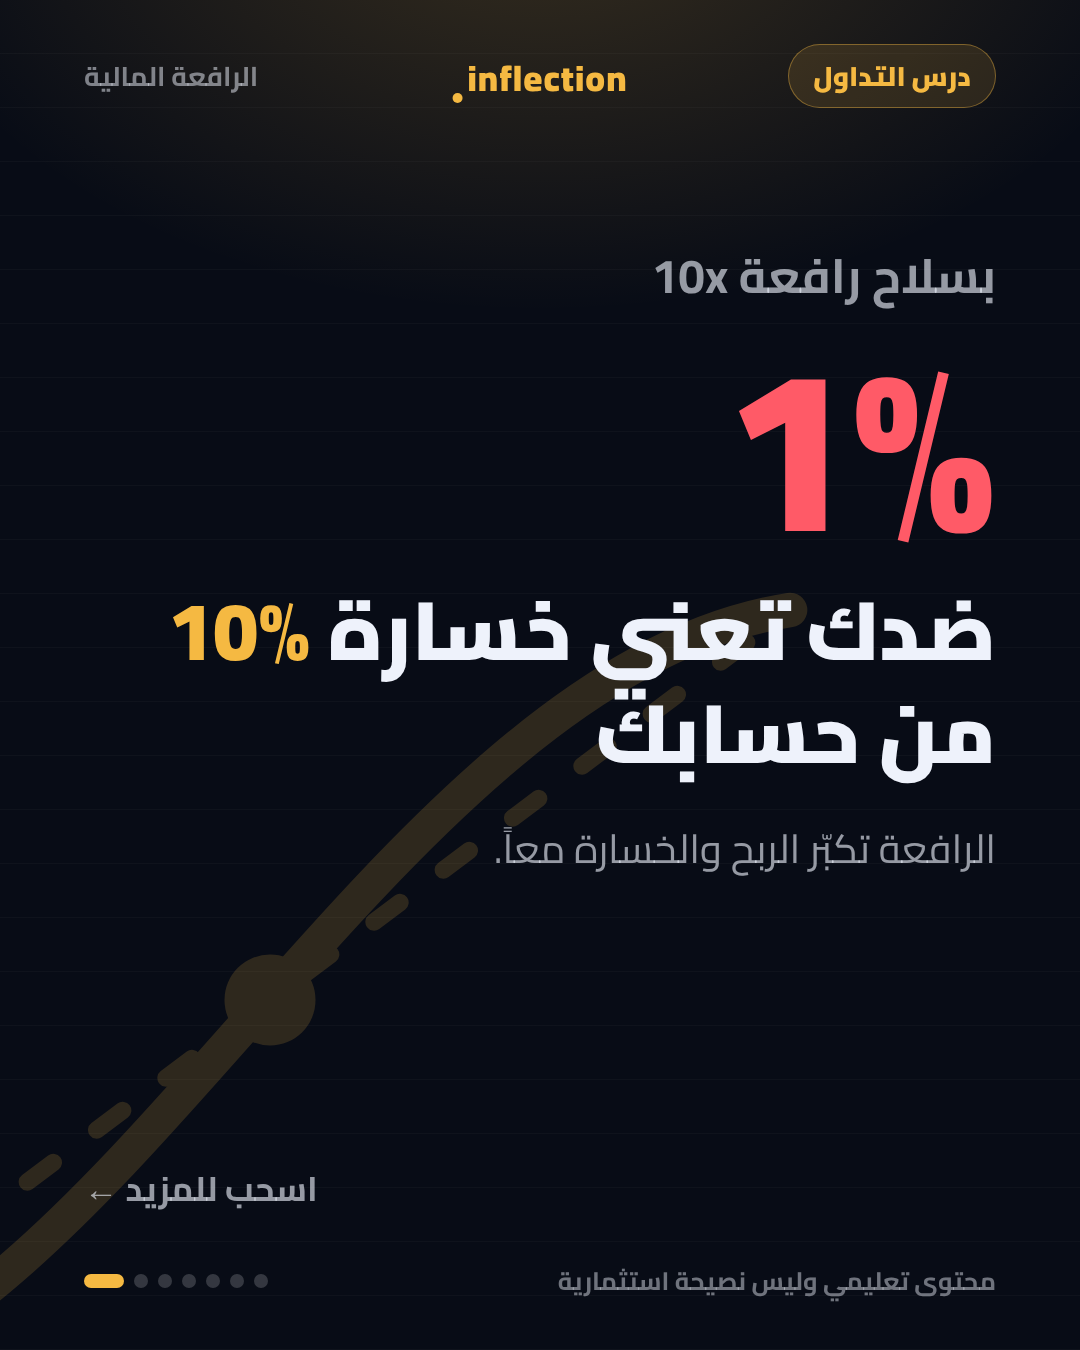 درس التداول
inflection.
الرافعة المالية
بسلاح رافعة 10x
1%
ضدك تعني خسارة 10%
من حسابك
الرافعة تكبّر الربح والخسارة معاً.
اسحب للمزيد ←
محتوى تعليمي وليس نصيحة استثمارية